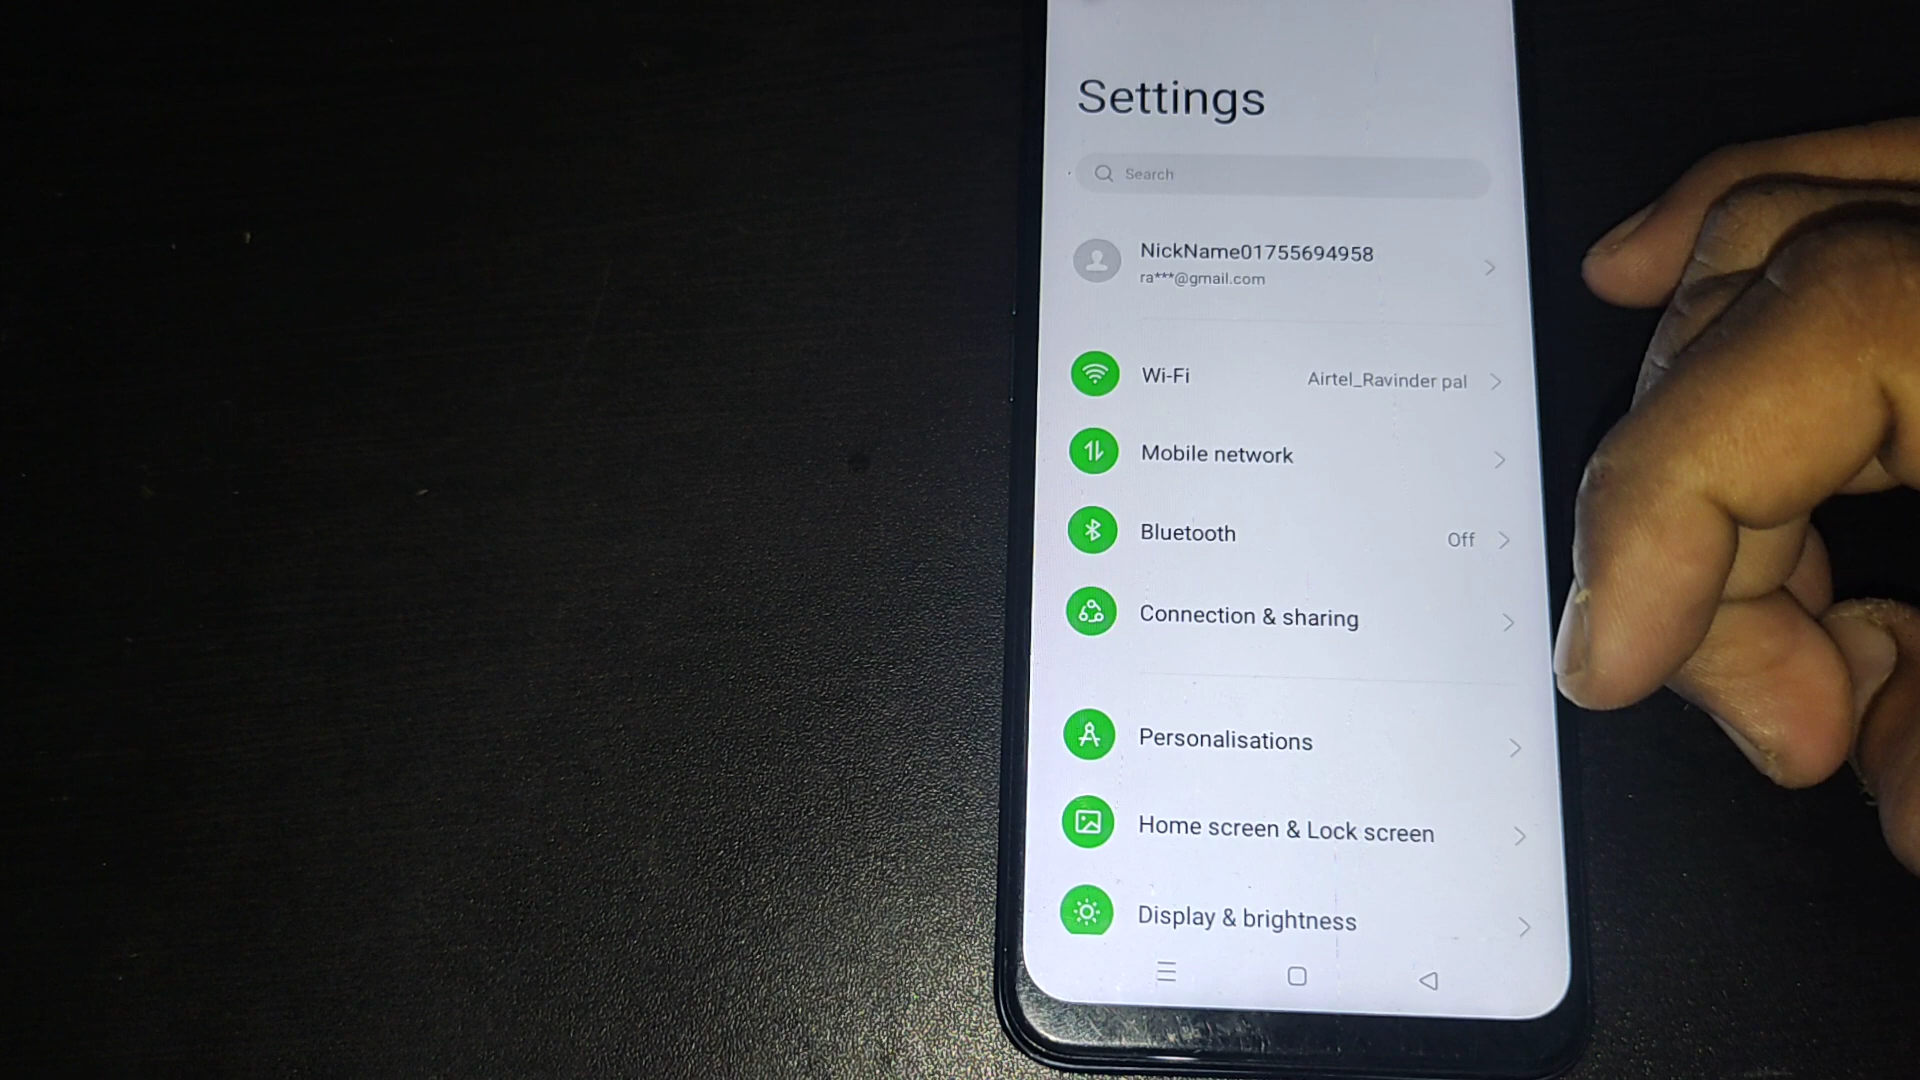 Settings
Search
NickName01755694958
ra***@gmail.com
Wi-Fi Airtel_Ravinder pal
Mobile network
Bluetooth Off
Connection & sharing
Personalisations
Home screen & Lock screen
Display & brightness